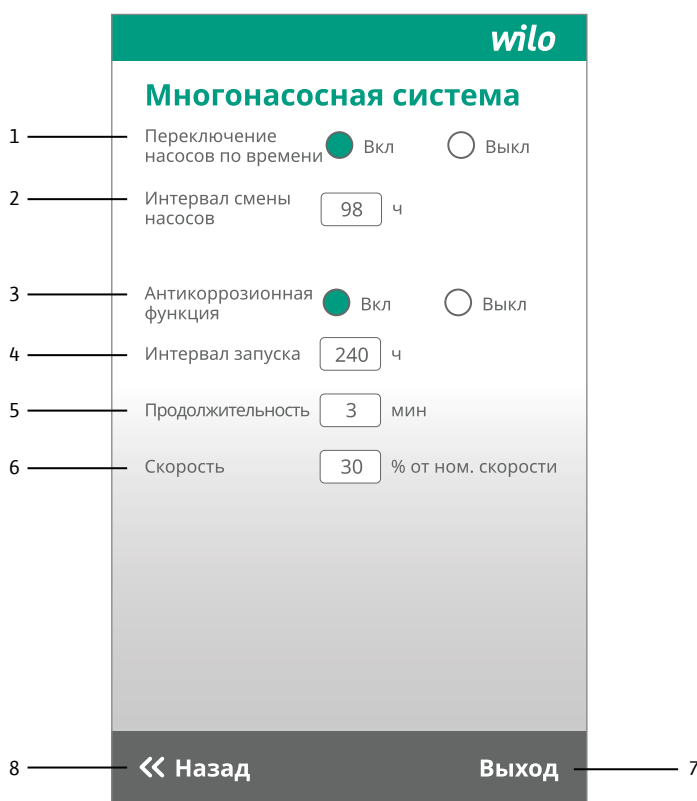 wilo
Многонасосная система
1
Переключение
насосов по времени
Вкл
Выкл
2
Интервал смены
насосов
98 ч
3
Антикоррозионная
функция
Вкл
Выкл
4
Интервал запуска 240 ч
5
Продолжительность 3 мин
6
Скорость 30 % от ном. скорости
8
Назад
Выход
7